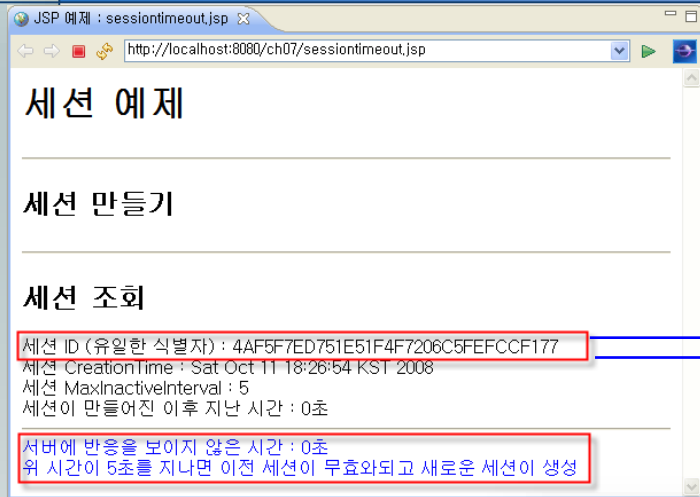 JSP 예제 : sessiontimeout.jsp
http://localhost:8080/ch07/sessiontimeout.jsp
세션 예제
세션 만들기
세션 조회
세션 ID (유일한 식별자) : 4AF5F7ED751E51F4F7206C5FEFCCF177
세션 CreationTime : Sat Oct 11 18:26:54 KST 2008
세션 MaxInactiveInterval : 5
세션이 만들어진 이후 지난 시간 : 0초
서버에 반응을 보이지 않은 시간 : 0초
위 시간이 5초를 지나면 이전 세션이 무효와되고 새로운 세션이 생성